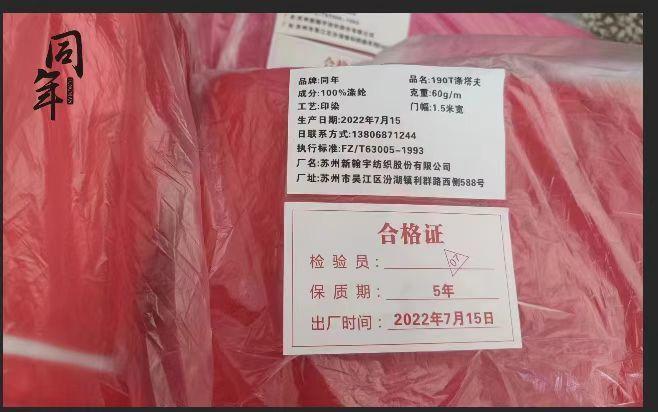 同年
品牌:同年 品名:190T涤塔夫
成分:100%涤纶 克重:60g/m
工艺:印染 门幅:1.5米宽
生产日期:2022年7月15
日联系方式:13806871244
执行标准:FZ/T63005-1993
厂名:苏州新翰宇纺织股份有限公司
厂址:苏州市吴江区汾湖镇利群路西侧588号
合格证
检验员: 07
保质期: 5年
出厂时间: 2022年7月15日